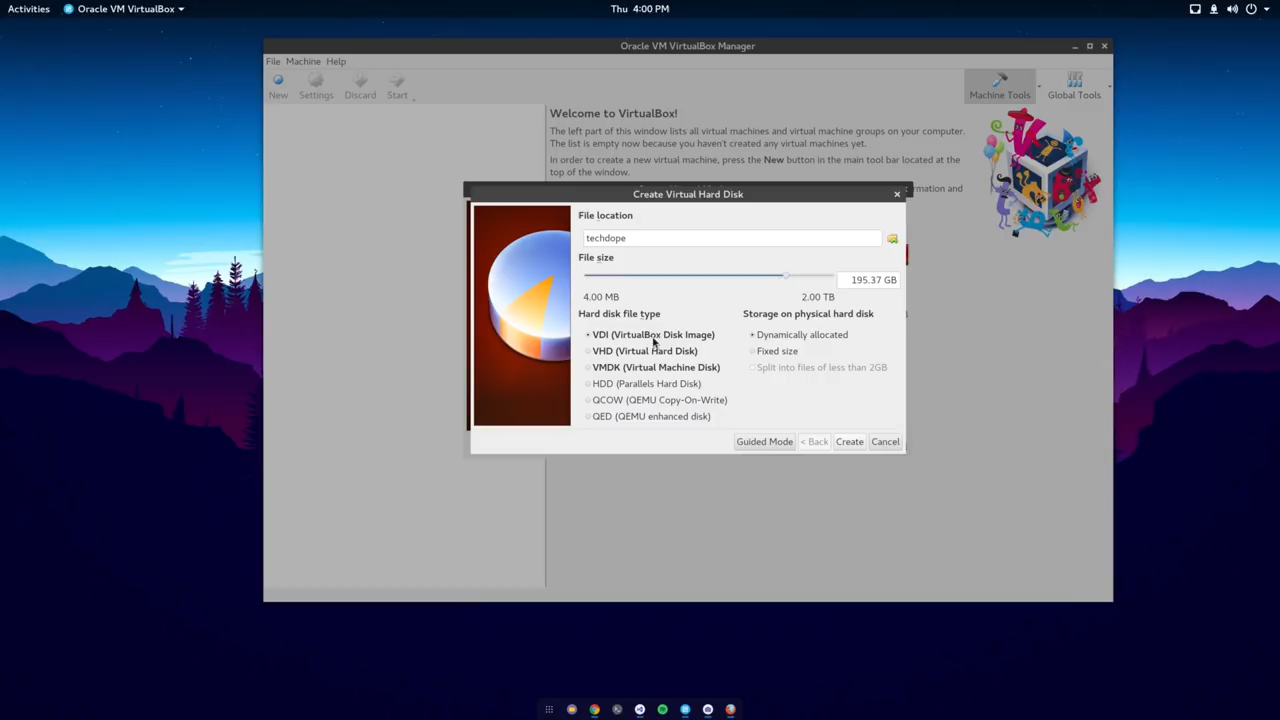 Activities
Oracle VM VirtualBox
Thu 4:00 PM
Oracle VM VirtualBox Manager
File Machine Help
New Settings Discard Start
Machine Tools Global Tools
Welcome to VirtualBox!
The left part of this window lists all virtual machines and virtual machine groups on your computer.
The list is empty now because you haven't created any virtual machines yet.
In order to create a new virtual machine, press the New button in the main tool bar located at the
top of the window.
information and
Create Virtual Hard Disk
File location
techdope
File size
195.37 GB
4.00 MB 2.00 TB
Hard disk file type
VDI (VirtualBox Disk Image)
VHD (Virtual Hard Disk)
VMDK (Virtual Machine Disk)
HDD (Parallels Hard Disk)
QCOW (QEMU Copy-On-Write)
QED (QEMU enhanced disk)
Storage on physical hard disk
Dynamically allocated
Fixed size
Split into files of less than 2GB
Guided Mode < Back Create Cancel